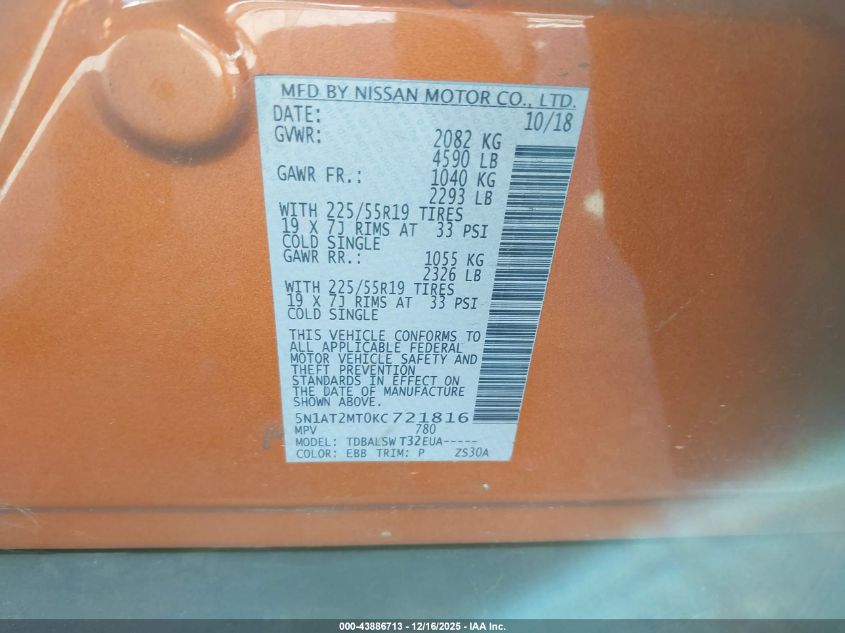 MFD BY NISSAN MOTOR CO., LTD.
DATE: 10/18
GVWR: 2082 KG
4590 LB
GAWR FR.: 1040 KG
2293 LB
WITH 225/55R19 TIRES
19 X 7J RIMS AT 33 PSI
COLD SINGLE
GAWR RR.: 1055 KG
2326 LB
WITH 225/55R19 TIRES
19 X 7J RIMS AT 33 PSI
COLD SINGLE
THIS VEHICLE CONFORMS TO
ALL APPLICABLE FEDERAL
MOTOR VEHICLE SAFETY AND
THEFT PREVENTION
STANDARDS IN EFFECT ON
THE DATE OF MANUFACTURE
SHOWN ABOVE.
5N1AT2MT0KC721816
MPV 780
MODEL: TDBALSW T32EUA-----
COLOR: EBB TRIM: P ZS30A
000-43886713 - 12/16/2025 - IAA Inc.